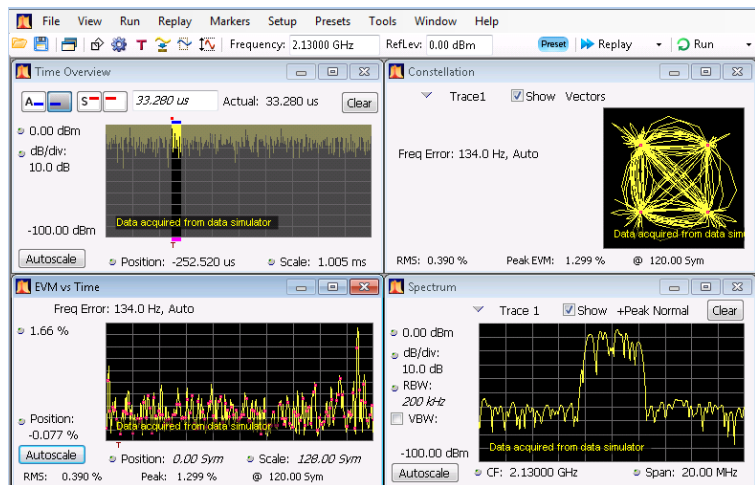 File View Run Replay Markers Setup Presets Tools Window Help
Frequency: 2.13000 GHz RefLev: 0.00 dBm Preset Replay Run
Time Overview
A S 33.280 us Actual: 33.280 us Clear
0.00 dBm
dB/div:
10.0 dB
-100.00 dBm
Data acquired from data simulator
T
Autoscale Position: -252.520 us Scale: 1.005 ms
Constellation
Trace1 Show Vectors
Freq Error: 134.0 Hz, Auto
Data acquired from data sim
RMS: 0.390 % Peak EVM: 1.299 % @ 120.00 Sym
EVM vs Time
Freq Error: 134.0 Hz, Auto
1.66 %
Position:
-0.077 %
Data acquired from data simulator
T
Autoscale Position: 0.00 Sym Scale: 128.00 Sym
RMS: 0.390 % Peak: 1.299 % @ 120.00 Sym
Spectrum
Trace 1 Show +Peak Normal Clear
0.00 dBm
dB/div:
10.0 dB
RBW:
200 kHz
VBW:
-100.00 dBm
Data acquired from data simulator
Autoscale CF: 2.13000 GHz Span: 20.00 MHz